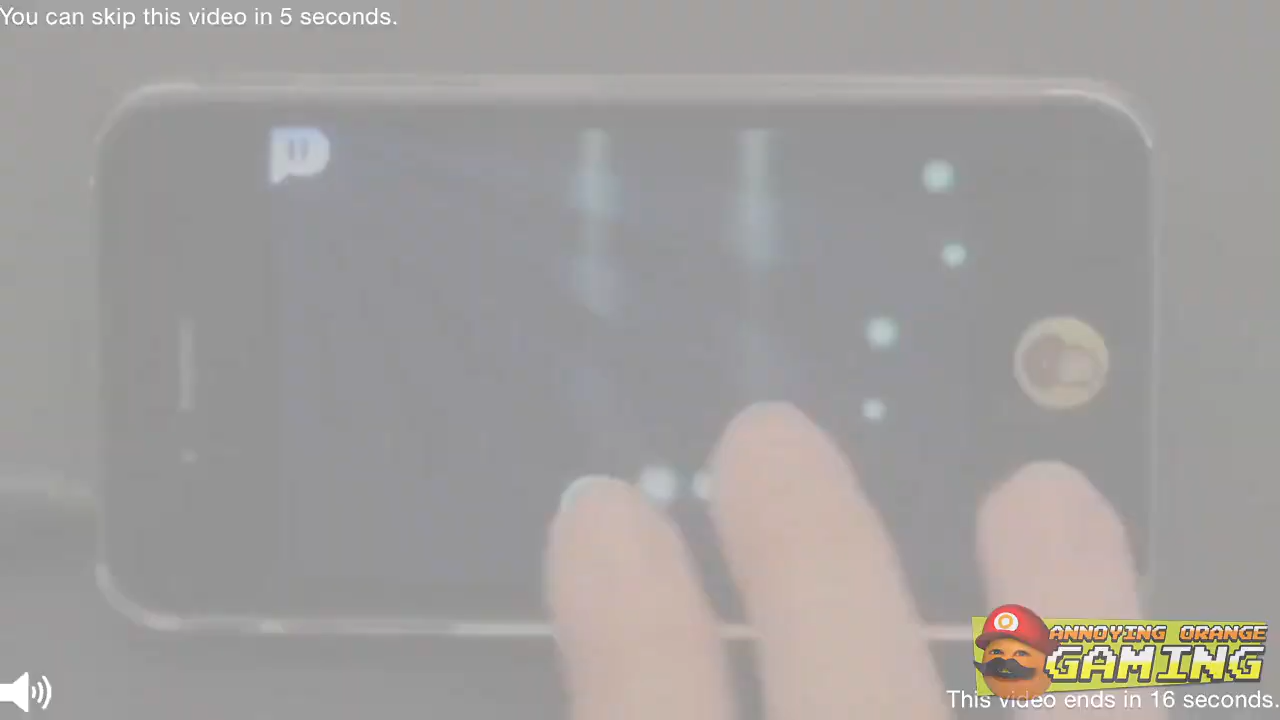 You can skip this video in 5 seconds.
ANNOYING ORANGE
GAMING
This video ends in 16 seconds.